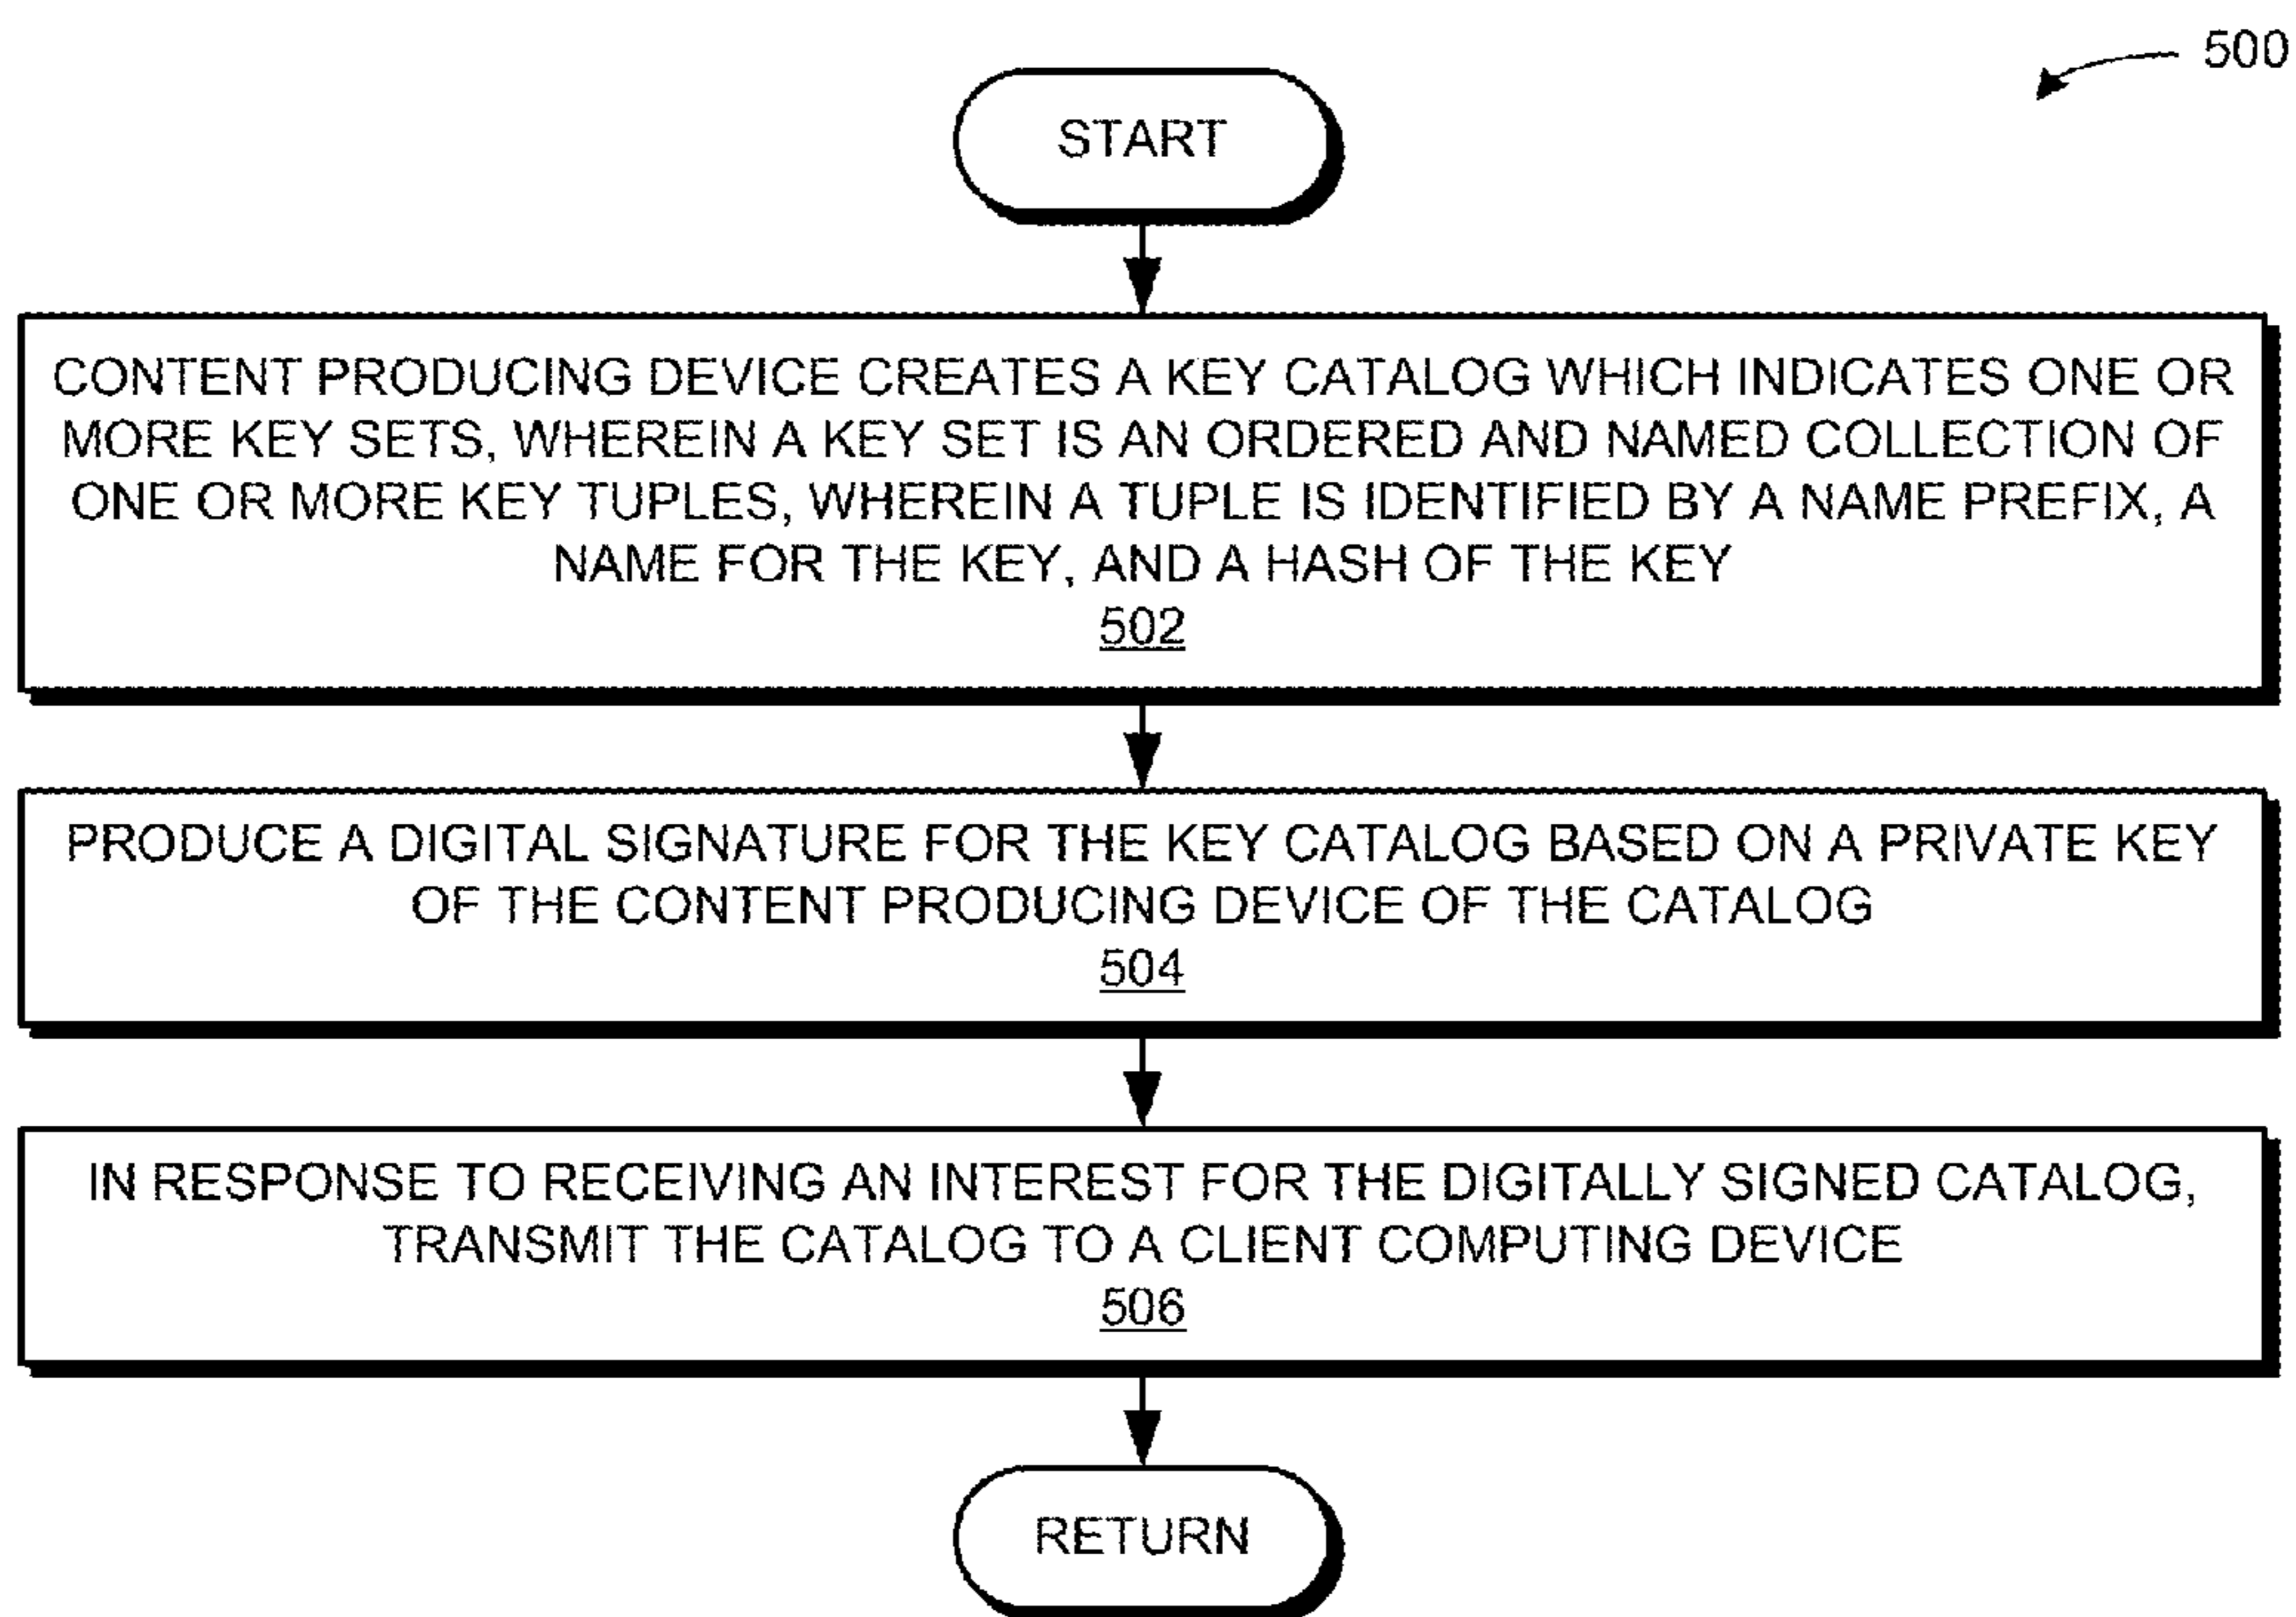 500
START
CONTENT PRODUCING DEVICE CREATES A KEY CATALOG WHICH INDICATES ONE OR
MORE KEY SETS, WHEREIN A KEY SET IS AN ORDERED AND NAMED COLLECTION OF
ONE OR MORE KEY TUPLES, WHEREIN A TUPLE IS IDENTIFIED BY A NAME PREFIX, A
NAME FOR THE KEY, AND A HASH OF THE KEY
502
PRODUCE A DIGITAL SIGNATURE FOR THE KEY CATALOG BASED ON A PRIVATE KEY
OF THE CONTENT PRODUCING DEVICE OF THE CATALOG
504
IN RESPONSE TO RECEIVING AN INTEREST FOR THE DIGITALLY SIGNED CATALOG,
TRANSMIT THE CATALOG TO A CLIENT COMPUTING DEVICE
506
RETURN